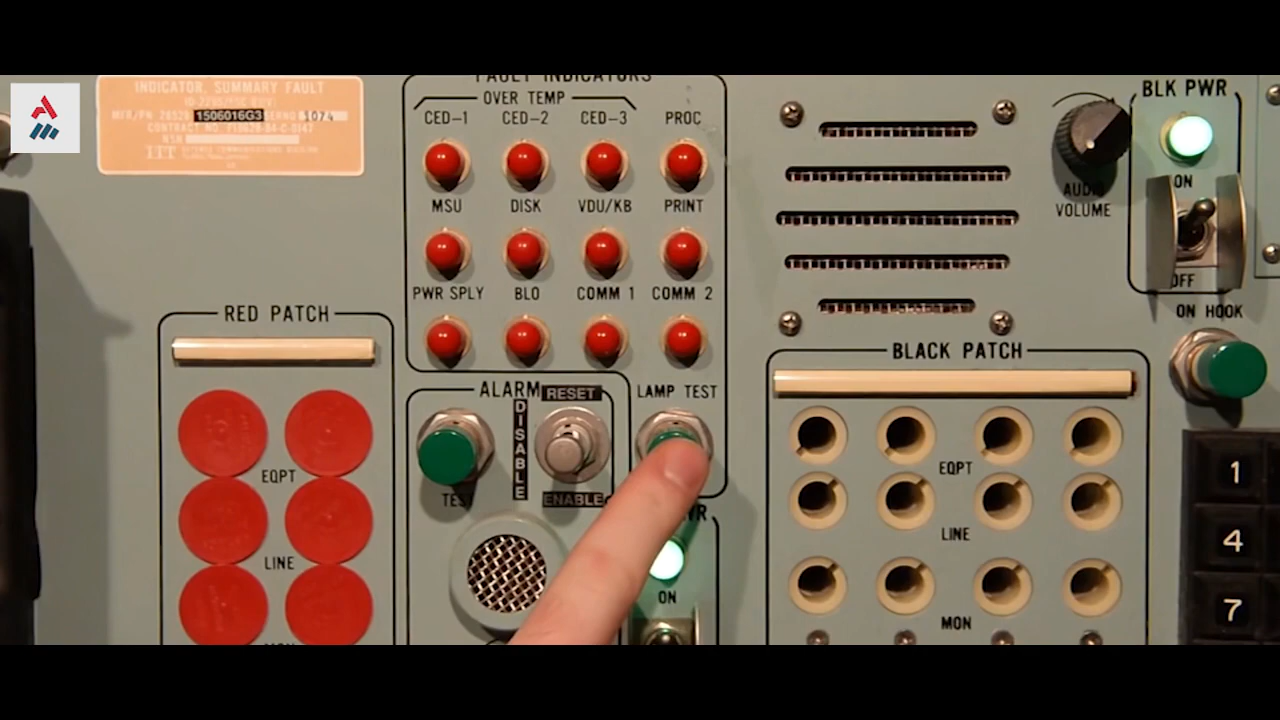 INDICATOR, SUMMARY FAULT
1506016G3 SERNO 1074
NSN
ITT
FAULT INDICATORS
OVER TEMP
CED-1 CED-2 CED-3 PROC
MSU DISK VDU/KB PRINT
PWR SPLY BLO COMM 1 COMM 2
RED PATCH
EQPT
LINE
ALARM
RESET
DISABLE
ENABLE
TEST
LAMP TEST
ON
AUDIO
VOLUME
BLK PWR
ON
OFF
ON HOOK
BLACK PATCH
EQPT
LINE
MON
1
4
7